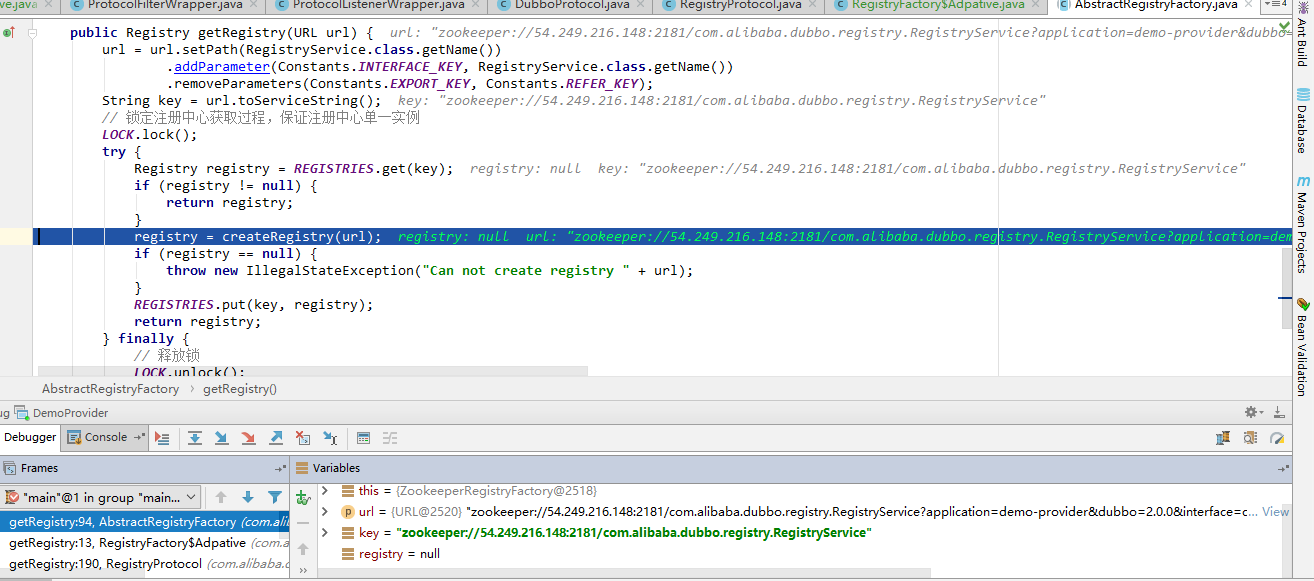 ve.java
ProtocolFilterWrapper.java
ProtocolListenerWrapper.java
DubboProtocol.java
RegistryProtocol.java
RegistryFactory$Adpative.java
AbstractRegistryFactory.java
public Registry getRegistry(URL url) { url: "zookeeper://54.249.216.148:2181/com.alibaba.dubbo.registry.RegistryService?application=demo-provider&dubbo=
url = url.setPath(RegistryService.class.getName())
.addParameter(Constants.INTERFACE_KEY, RegistryService.class.getName())
.removeParameters(Constants.EXPORT_KEY, Constants.REFER_KEY);
String key = url.toServiceString(); key: "zookeeper://54.249.216.148:2181/com.alibaba.dubbo.registry.RegistryService"
// 锁定注册中心获取过程，保证注册中心单一实例
LOCK.lock();
try {
Registry registry = REGISTRIES.get(key); registry: null key: "zookeeper://54.249.216.148:2181/com.alibaba.dubbo.registry.RegistryService"
if (registry != null) {
return registry;
}
registry = createRegistry(url); registry: null url: "zookeeper://54.249.216.148:2181/com.alibaba.dubbo.registry.RegistryService?application=dem
if (registry == null) {
throw new IllegalStateException("Can not create registry " + url);
}
REGISTRIES.put(key, registry);
return registry;
} finally {
// 释放锁
LOCK.unlock();
AbstractRegistryFactory › getRegistry()
Ant Build
Database
Maven Projects
Bean Validation
ug DemoProvider
Debugger Console
Frames
Variables
"main"@1 in group "main...
getRegistry:94, AbstractRegistryFactory (com.alib
getRegistry:13, RegistryFactory$Adpative (com.a
getRegistry:190, RegistryProtocol (com.alibaba.d
this = {ZookeeperRegistryFactory@2518}
url = {URL@2520} "zookeeper://54.249.216.148:2181/com.alibaba.dubbo.registry.RegistryService?application=demo-provider&dubbo=2.0.0&interface=c... View
key = "zookeeper://54.249.216.148:2181/com.alibaba.dubbo.registry.RegistryService"
registry = null